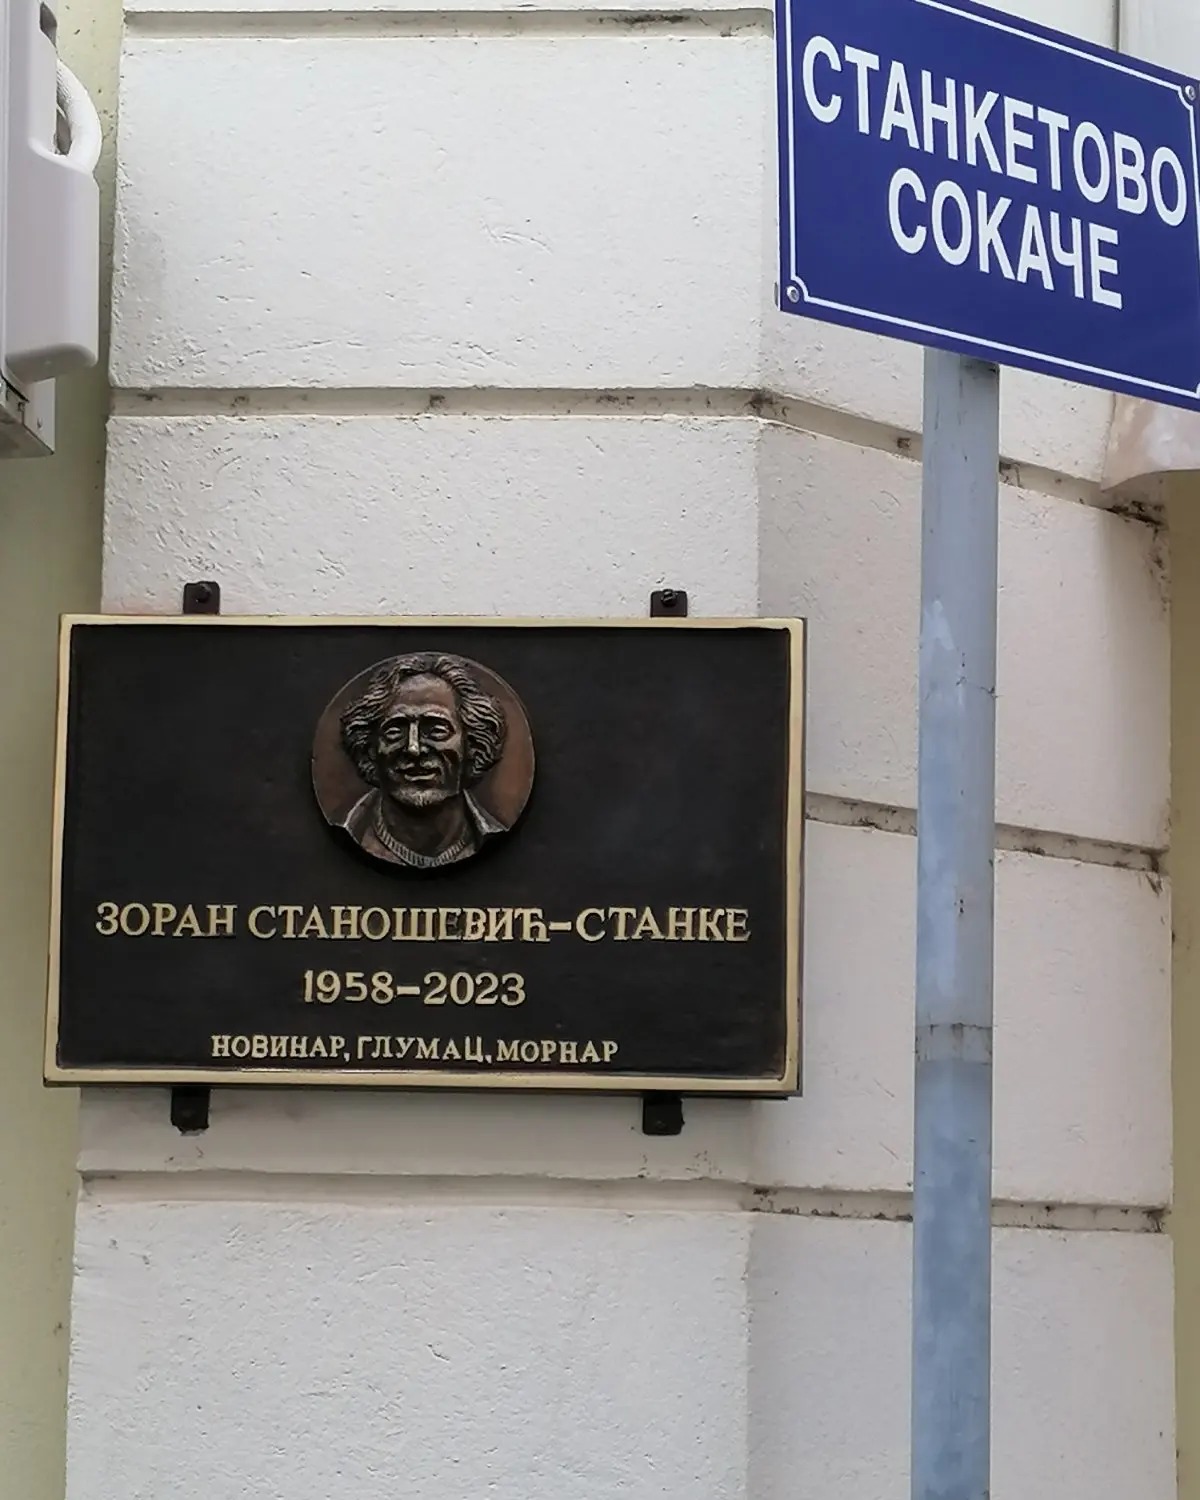 СТАНКЕТОВО
СОКАЧЕ
ЗОРАН СТАНОШЕВИЋ-СТАНКЕ
1958-2023
НОВИНАР, ГЛУМАЦ, МОРНАР